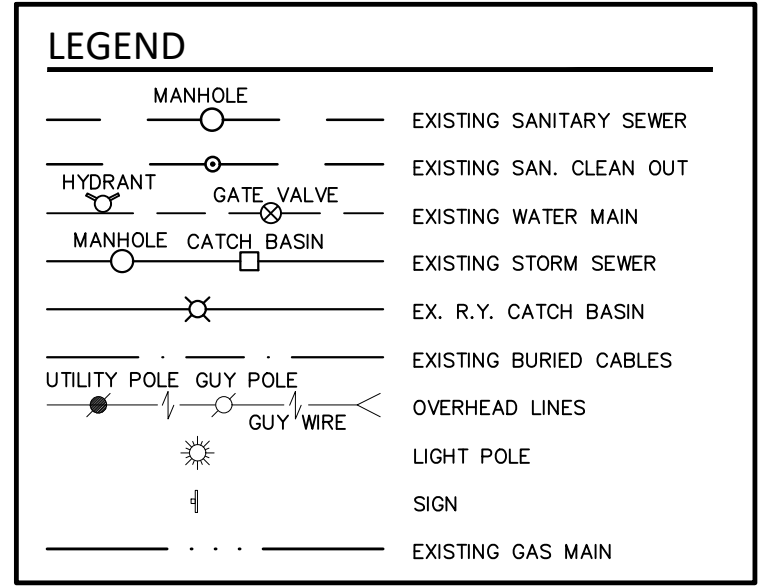 LEGEND
MANHOLE
EXISTING SANITARY SEWER
EXISTING SAN. CLEAN OUT
HYDRANT
GATE VALVE
EXISTING WATER MAIN
MANHOLE CATCH BASIN
EXISTING STORM SEWER
EX. R.Y. CATCH BASIN
EXISTING BURIED CABLES
UTILITY POLE GUY POLE
OVERHEAD LINES
GUY WIRE
LIGHT POLE
SIGN
EXISTING GAS MAIN